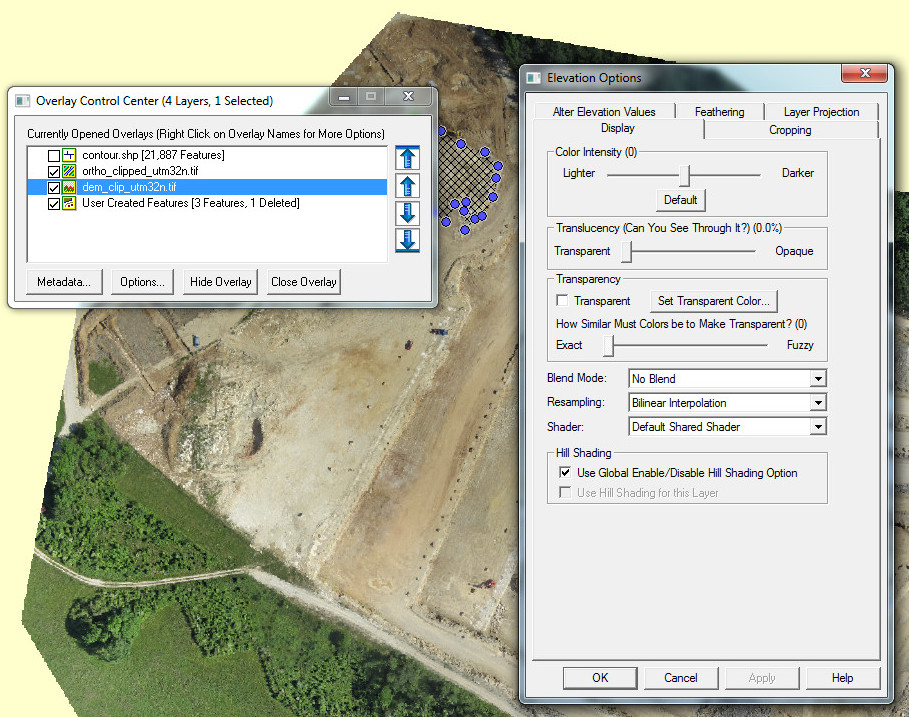 Overlay Control Center (4 Layers, 1 Selected)
Currently Opened Overlays (Right Click on Overlay Names for More Options)
contour.shp [21,887 Features]
ortho_clipped_utm32n.tif
dem_clip_utm32n.tif
User Created Features [3 Features, 1 Deleted]
Metadata... Options... Hide Overlay Close Overlay
Elevation Options
Alter Elevation Values Feathering Layer Projection
Display Cropping
Color Intensity (0)
Lighter Darker
Default
Translucency (Can You See Through It?) (0.0%)
Transparent Opaque
Transparency
Transparent Set Transparent Color...
How Similar Must Colors be to Make Transparent? (0)
Exact Fuzzy
Blend Mode: No Blend
Resampling: Bilinear Interpolation
Shader: Default Shared Shader
Hill Shading
Use Global Enable/Disable Hill Shading Option
Use Hill Shading for this Layer
OK Cancel Apply Help